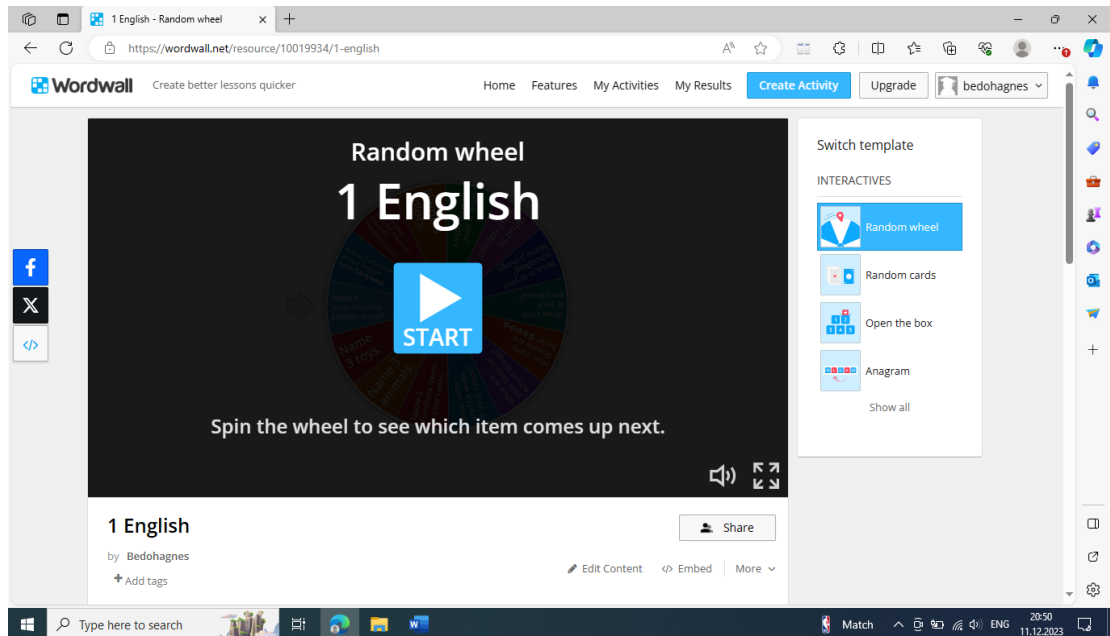 1 English - Random wheel
https://wordwall.net/resource/10019934/1-english
Wordwall
Create better lessons quicker
Home Features My Activities My Results Create Activity Upgrade bedohagnes
Random wheel
1 English
START
Name 3 toys.
Spin the wheel to see which item comes up next.
Switch template
INTERACTIVES
Random wheel
Random cards
Open the box
Anagram
Show all
1 English
Share
by Bedohagnes
Add tags
Edit Content Embed More
Type here to search
Match
ENG
20:50
11.12.2023